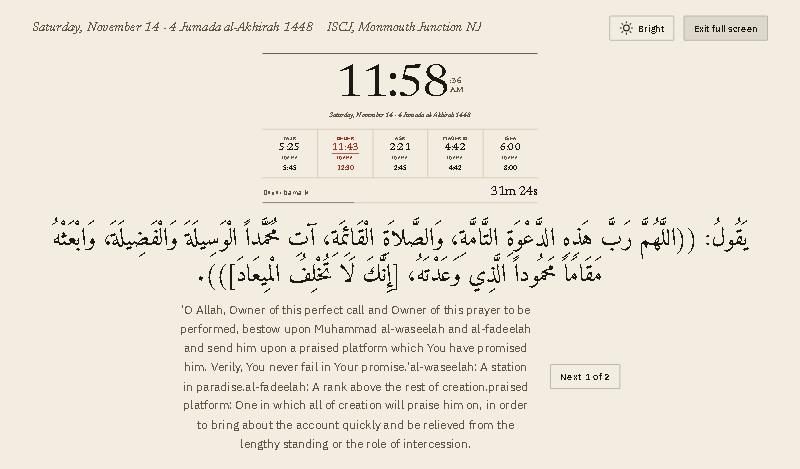 Saturday, November 14 · 4 Jumada al-Akhirah 1448 ISCJ, Monmouth Junction NJ
Bright
Exit full screen
11:58 :36 AM
Saturday, November 14 · 4 Jumada al-Akhirah 1448
FAJR DHUHR ASR MAGHRIB ISHA
5:25 11:43 2:21 4:42 6:00
IQAMA IQAMA IQAMA IQAMA IQAMA
5:45 12:30 2:45 4:42 8:00
31m 24s
يَقُولُ: ((اللَّهُمَّ رَبَّ هَذِهِ الدَّعْوَةِ التَّامَّةِ، وَالصَّلاَةِ الْقَائِمَةِ، آتِ مُحَمَّداً الْوَسِيلَةَ وَالْفَضِيلَةَ، وَابْعَثْهُ
مَقَامَاً مَحمُوداً الَّذِي وَعَدْتَهُ، [إِنَّكَ لَا تُخْلِفُ الْمِيعَادَ])).
'O Allah, Owner of this perfect call and Owner of this prayer to be
performed, bestow upon Muhammad al-waseelah and al-fadeelah
and send him upon a praised platform which You have promised
him. Verily, You never fail in Your promise.'al-waseelah: A station
in paradise.al-fadeelah: A rank above the rest of creation.praised
platform: One in which all of creation will praise him on, in order
to bring about the account quickly and be relieved from the
lengthy standing or the role of intercession.
Next 1 of 2